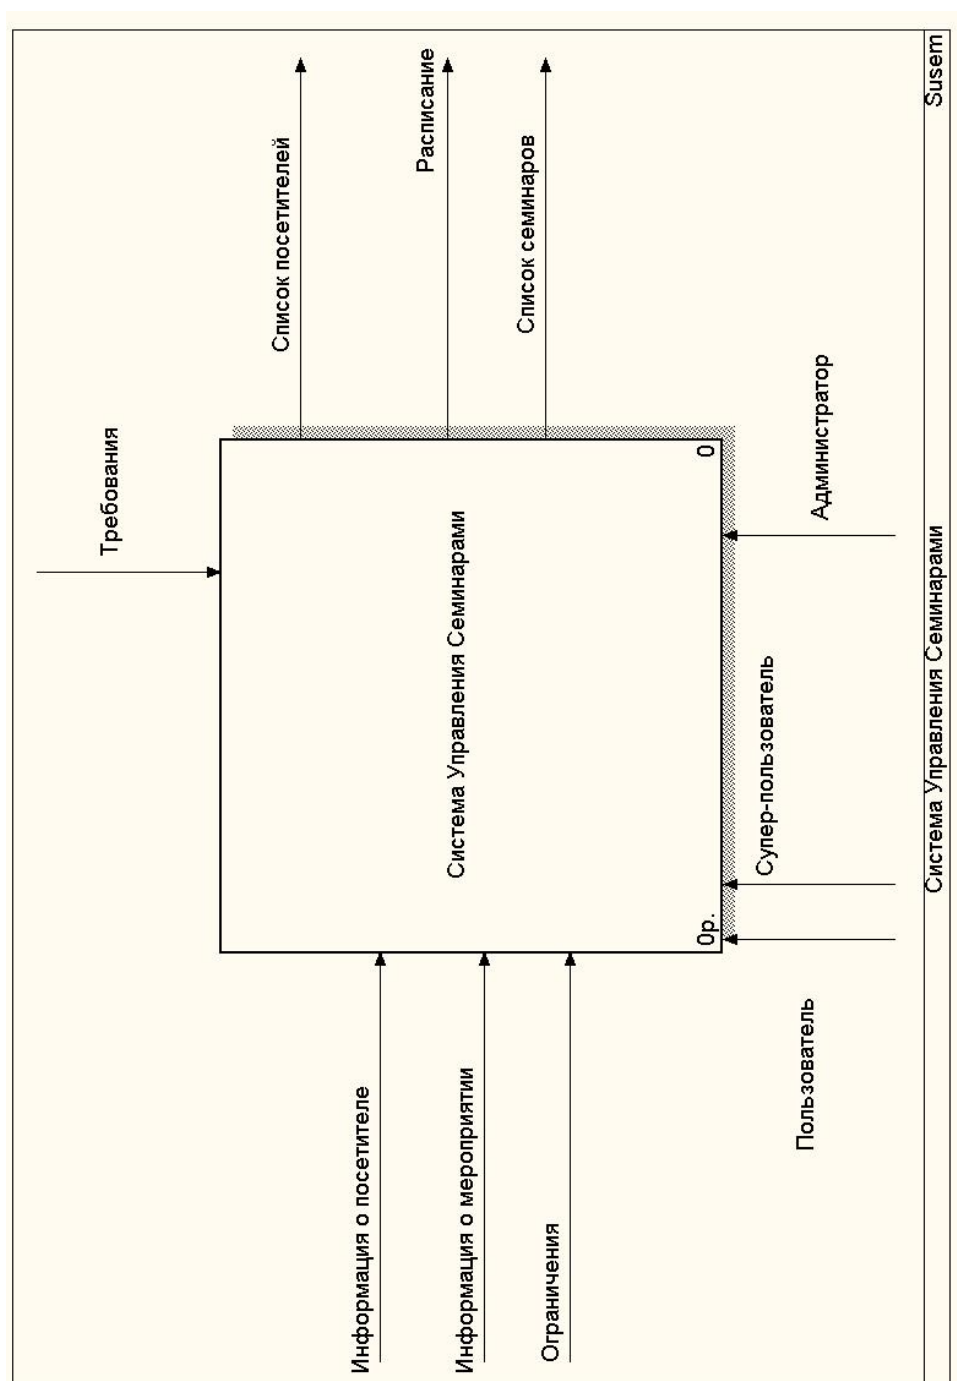 Требования
Информация о посетителе
Информация о мероприятии
Ограничения
Система Управления Семинарами
0р.
0
Список посетителей
Расписание
Список семинаров
Пользователь
Супер-пользователь
Администратор
Система Управления Семинарами
Susem